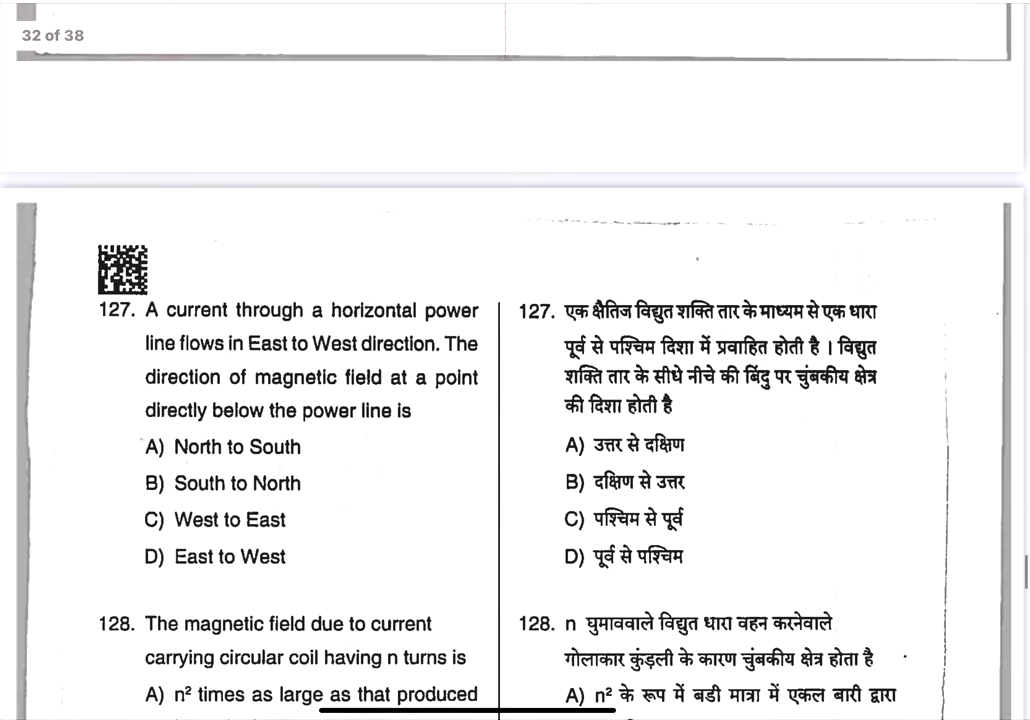 32 of 38
127. A current through a horizontal power
line flows in East to West direction. The
direction of magnetic field at a point
directly below the power line is
A) North to South
B) South to North
C) West to East
D) East to West
128. The magnetic field due to current
carrying circular coil having n turns is
A) n² times as large as that produced
127. एक क्षैतिज विद्युत शक्ति तार के माध्यम से एक धारा
पूर्व से पश्चिम दिशा में प्रवाहित होती है । विद्युत
शक्ति तार के सीधे नीचे की बिंदु पर चुंबकीय क्षेत्र
की दिशा होती है
A) उत्तर से दक्षिण
B) दक्षिण से उत्तर
C) पश्चिम से पूर्व
D) पूर्व से पश्चिम
128. n घुमाववाले विद्युत धारा वहन करनेवाले
गोलाकार कुंड़ली के कारण चुंबकीय क्षेत्र होता है
A) n² के रूप में बडी मात्रा में एकल बारी द्वारा